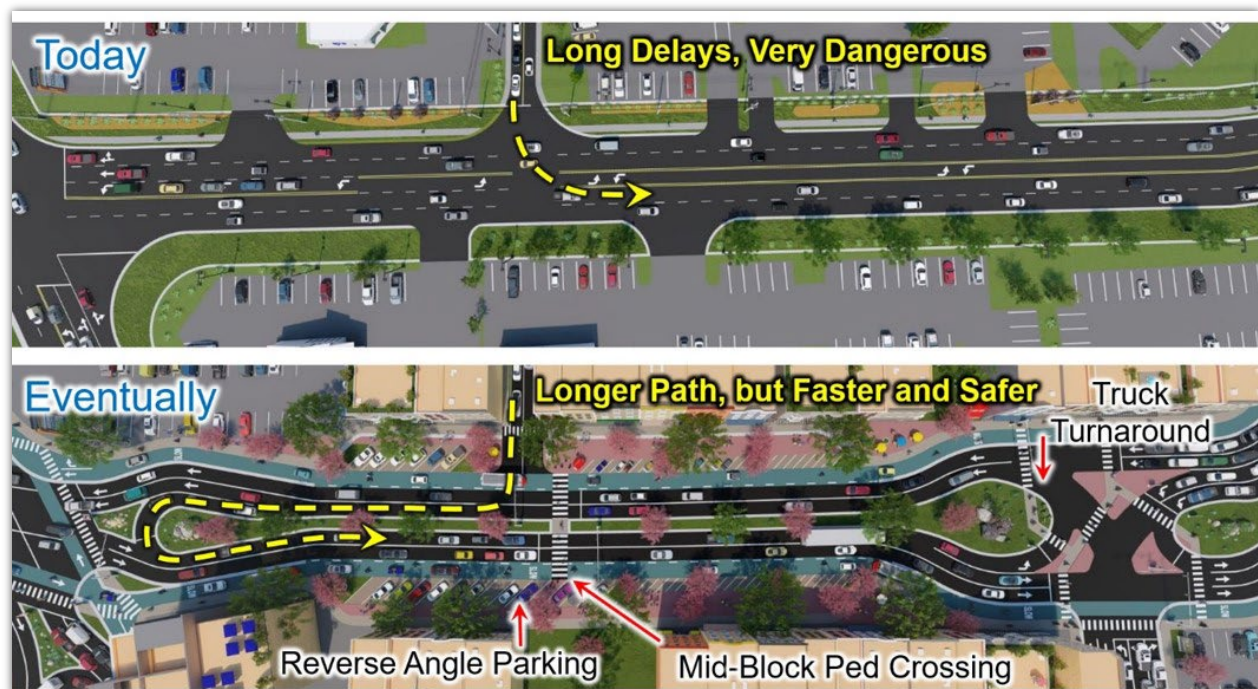 Today
Long Delays, Very Dangerous
Eventually
Longer Path, but Faster and Safer
Truck
Turnaround
Reverse Angle Parking
Mid-Block Ped Crossing